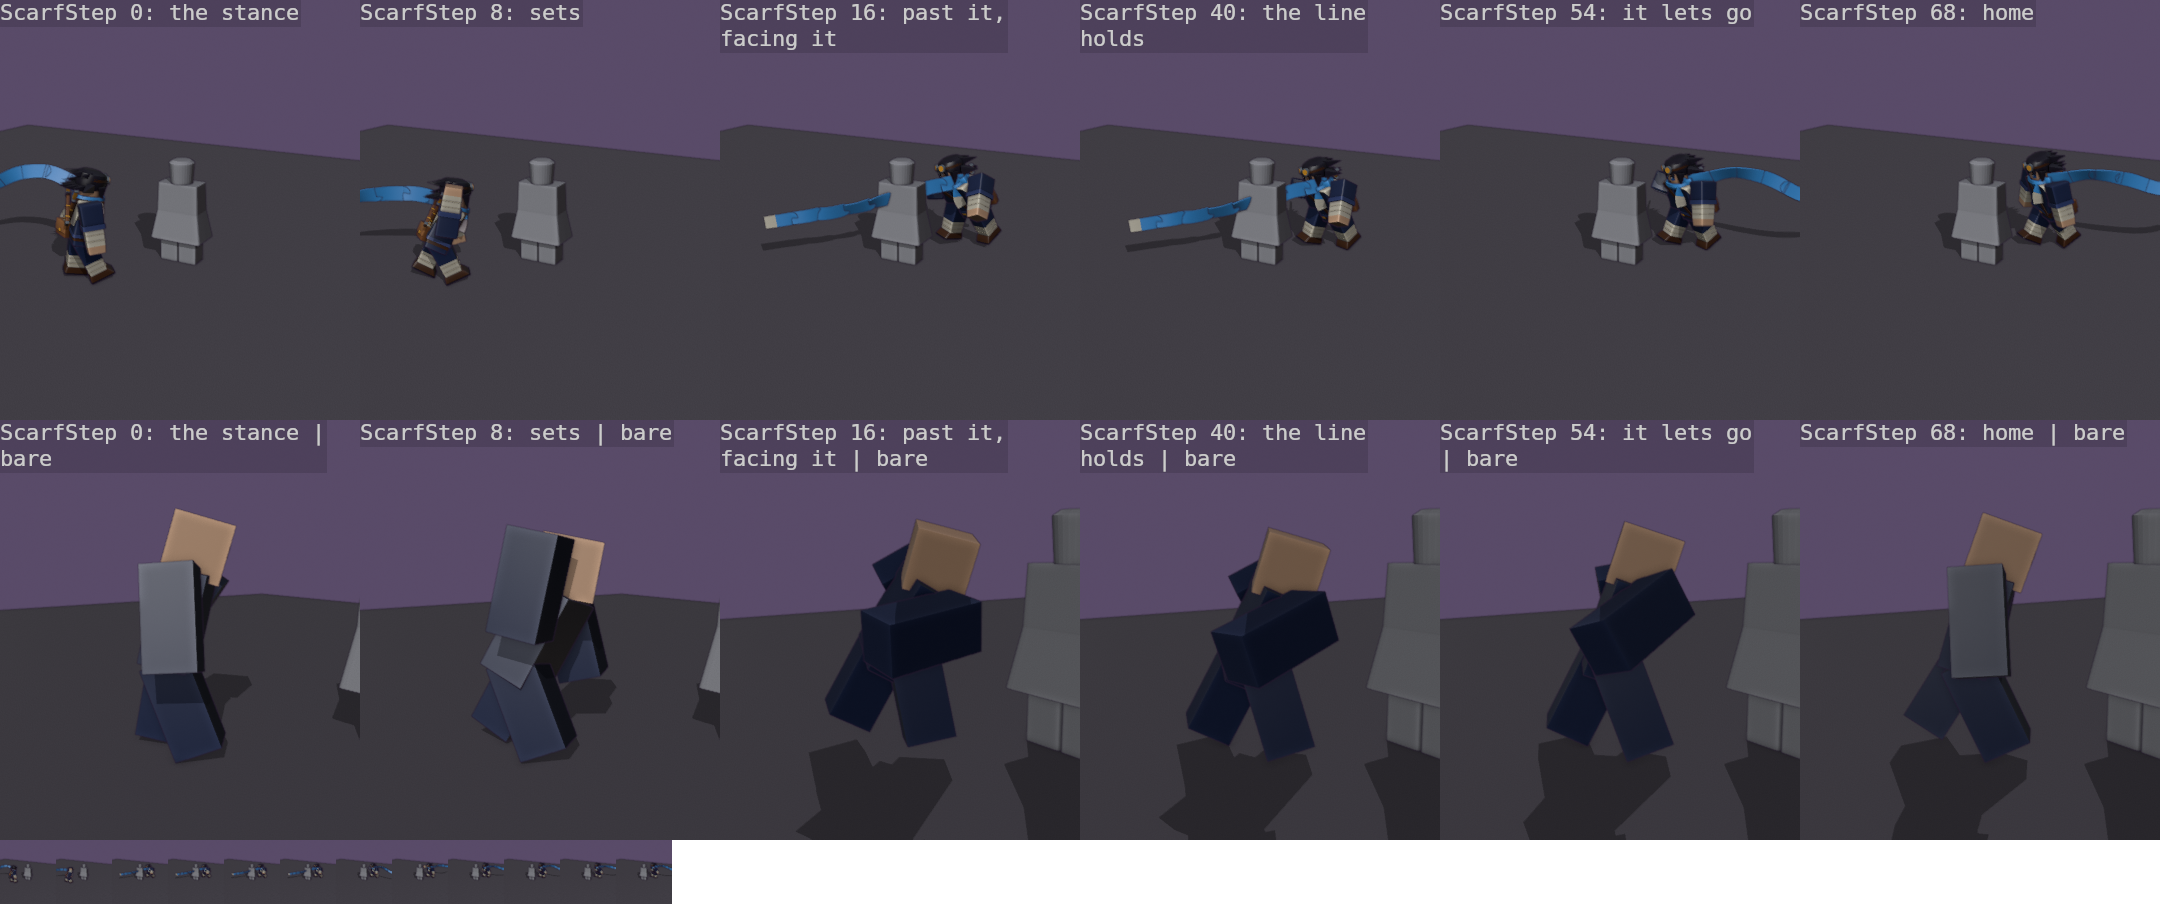 ScarfStep 0: the stance
ScarfStep 8: sets
ScarfStep 16: past it,
facing it
ScarfStep 40: the line
holds
ScarfStep 54: it lets go
ScarfStep 68: home
ScarfStep 0: the stance |
bare
ScarfStep 8: sets | bare
ScarfStep 16: past it,
facing it | bare
ScarfStep 40: the line
holds | bare
ScarfStep 54: it lets go
| bare
ScarfStep 68: home | bare